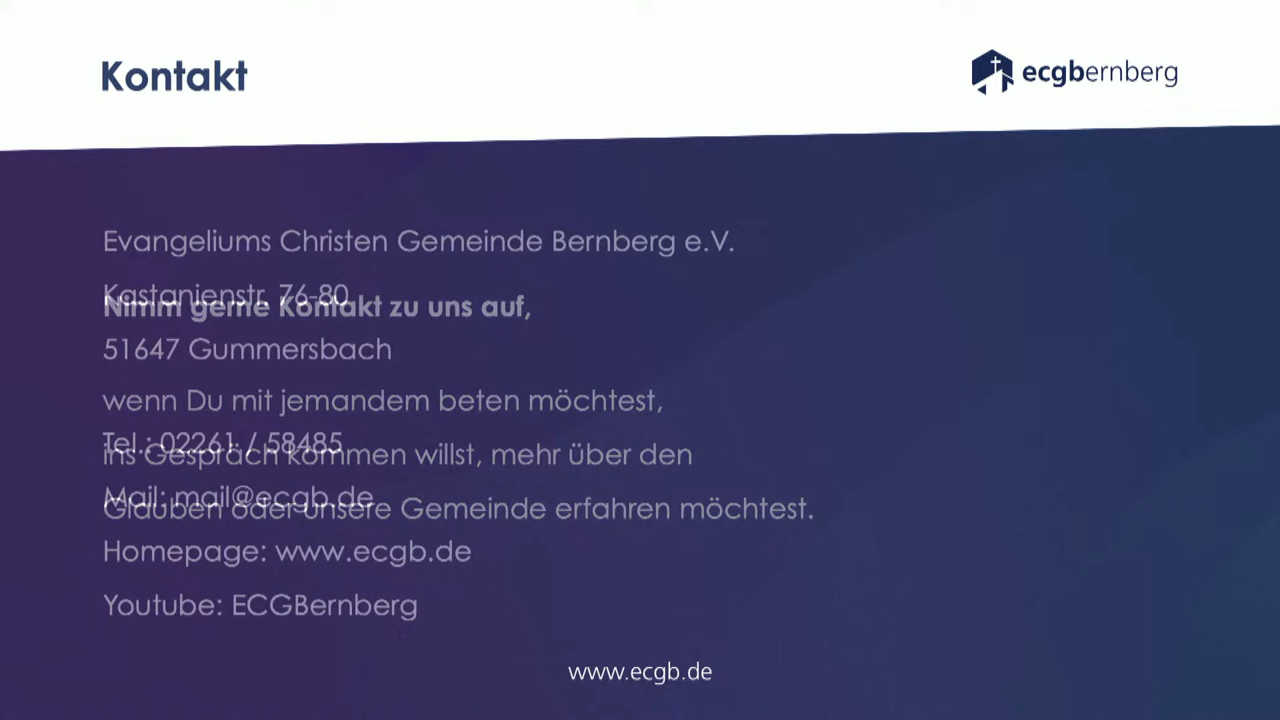 Kontakt
ecgbernberg
Evangeliums Christen Gemeinde Bernberg e.V.
Kastanienstr. 76-80
Nimm gerne Kontakt zu uns auf,
51647 Gummersbach
wenn Du mit jemandem beten möchtest,
Tel.: 02261 / 58485
ins Gespräch kommen willst, mehr über den
Mail: mail@ecgb.de
Glauben oder unsere Gemeinde erfahren möchtest.
Homepage: www.ecgb.de
Youtube: ECGBernberg
www.ecgb.de